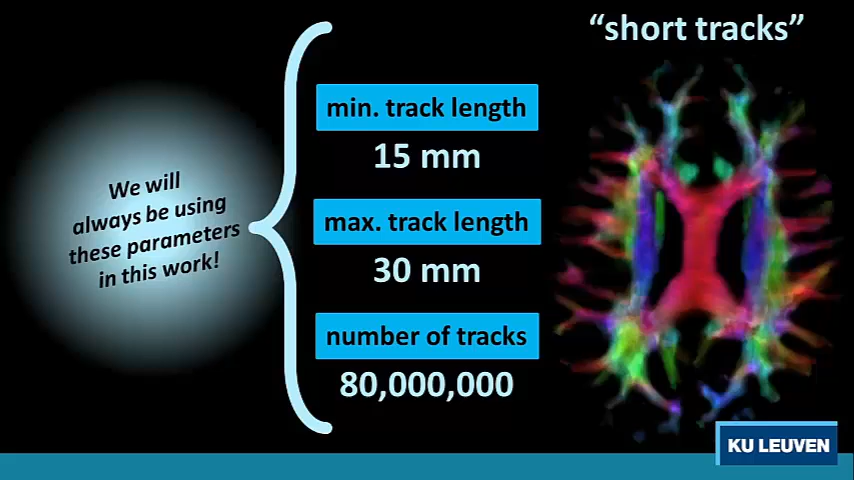 “short tracks”
min. track length
15 mm
We will
always be using
these parameters
in this work!
max. track length
30 mm
number of tracks
80,000,000
KU LEUVEN